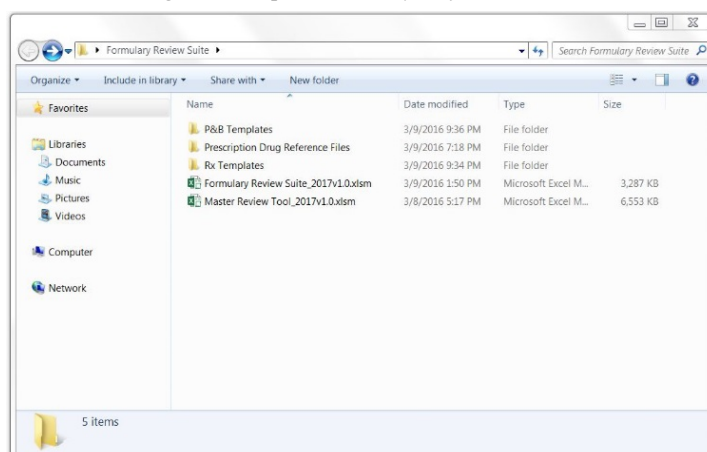 Formulary Review Suite
Search Formulary Review Suite
Organize Include in library Share with New folder
Favorites
Libraries
Documents
Music
Pictures
Videos
Computer
Network
Name Date modified Type Size
P&B Templates 3/9/2016 9:36 PM File folder
Prescription Drug Reference Files 3/9/2016 7:18 PM File folder
Rx Templates 3/9/2016 9:34 PM File folder
Formulary Review Suite_2017v1.0.xlsm 3/9/2016 1:50 PM Microsoft Excel M... 3,287 KB
Master Review Tool_2017v1.0.xlsm 3/8/2016 5:17 PM Microsoft Excel M... 6,553 KB
5 items